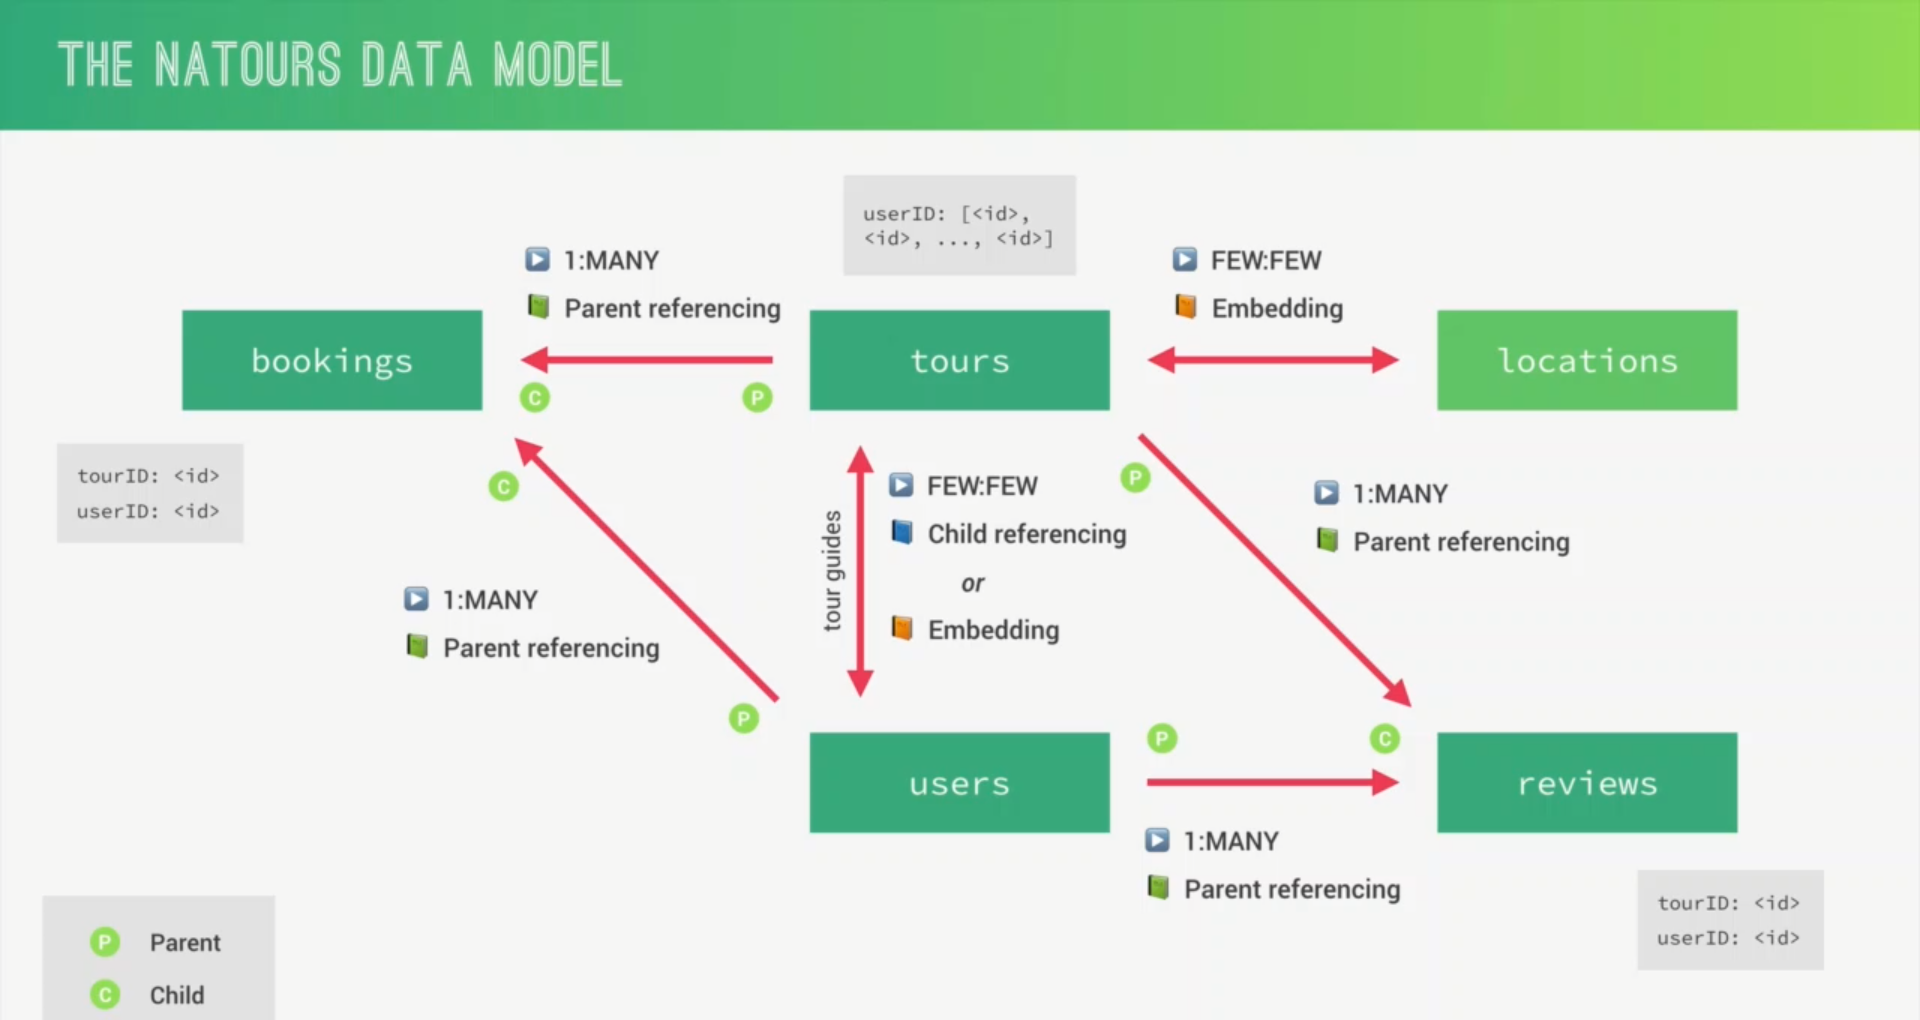 THE NATOURS DATA MODEL
userID: [<id>,
<id>, ..., <id>]
1:MANY
Parent referencing
FEW:FEW
Embedding
bookings
tours
locations
C
P
tourID: <id>
userID: <id>
C
1:MANY
Parent referencing
P
tour guides
FEW:FEW
Child referencing
or
Embedding
P
1:MANY
Parent referencing
users
P
C
reviews
1:MANY
Parent referencing
tourID: <id>
userID: <id>
P Parent
C Child